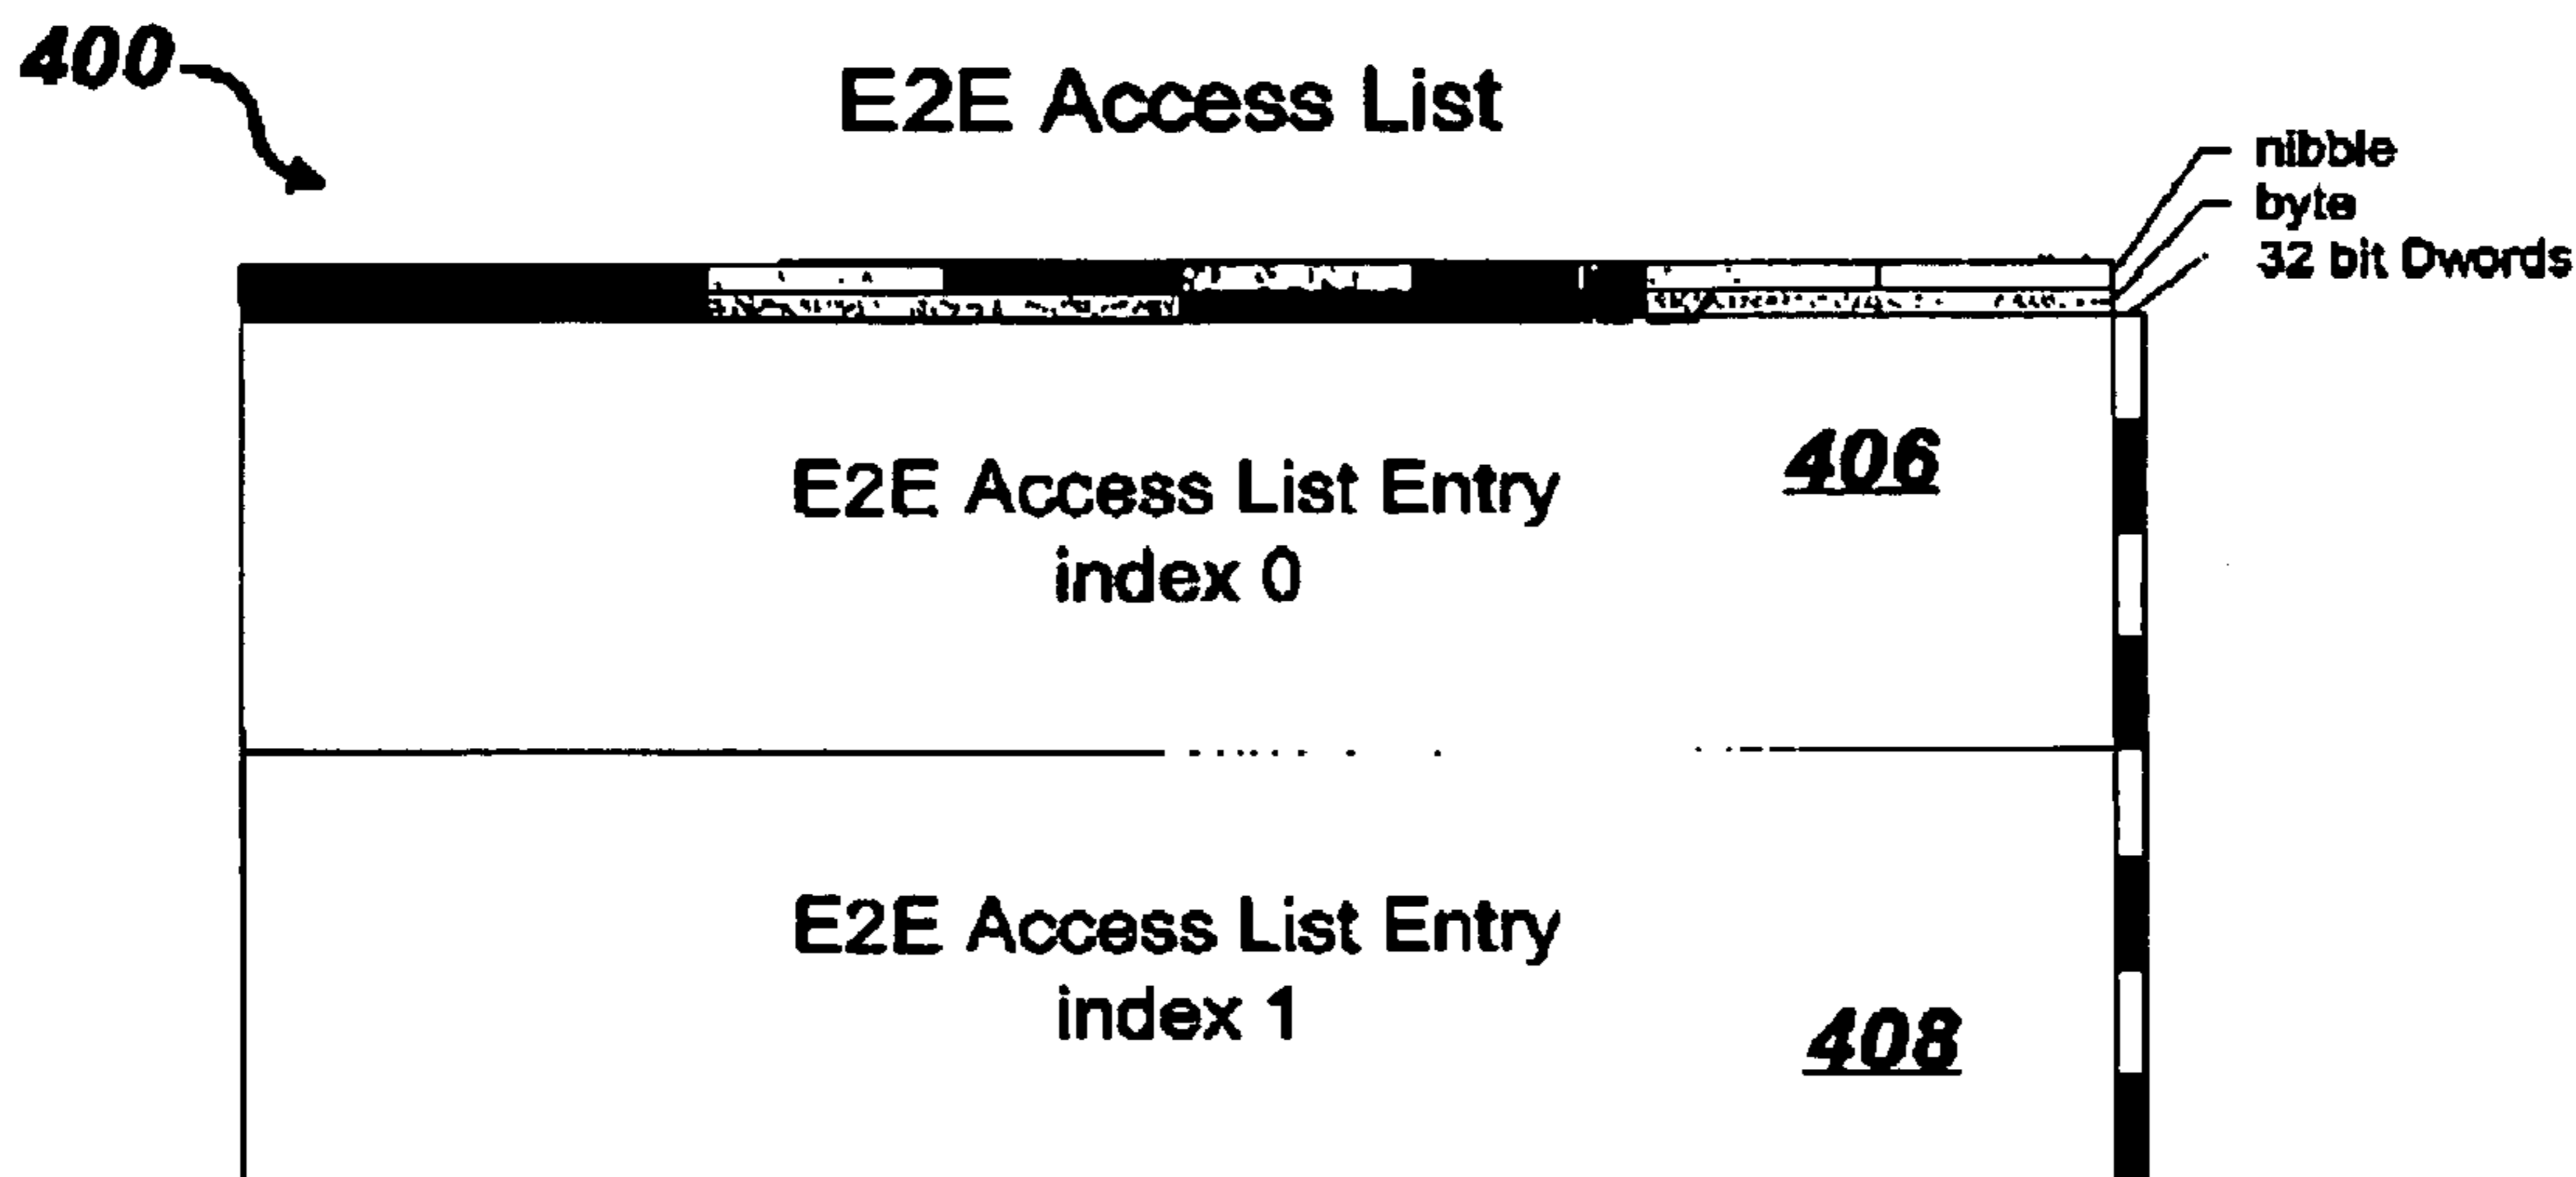 400
E2E Access List
nibble
byte
32 bit Dwords
406
E2E Access List Entry
index 0
E2E Access List Entry
index 1
408